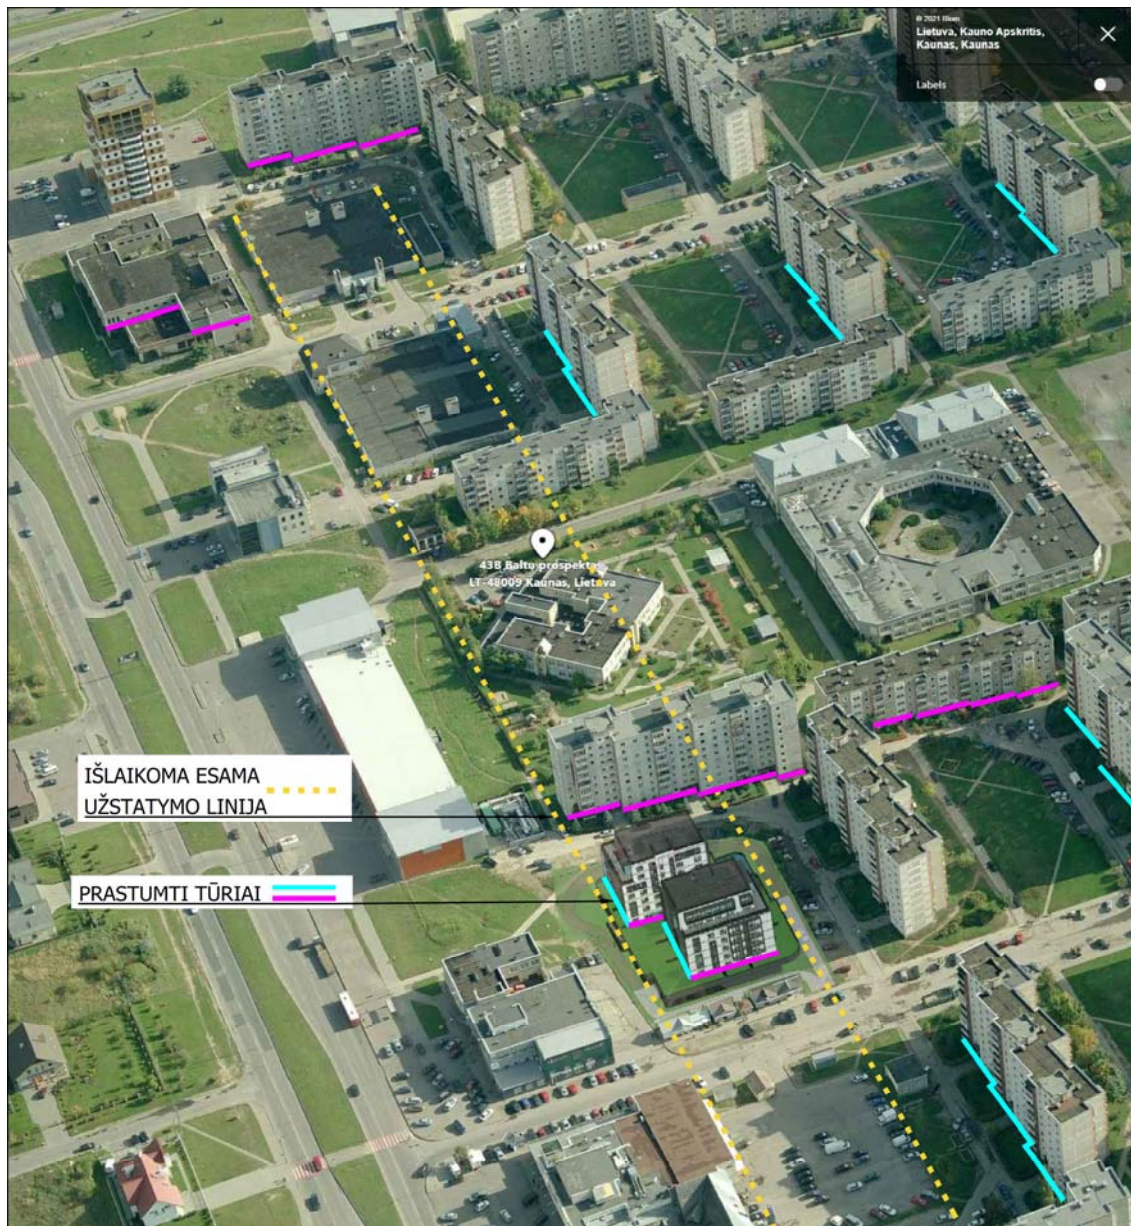 © 2021 Bkom
Lietuva, Kauno Apskritis,
Kaunas, Kaunas
Labels
43B Baltų prospektas,
LT-48009 Kaunas, Lietuva
IŠLAIKOMA ESAMA
UŽSTATYMO LINIJA
PRASTUMTI TŪRIAI